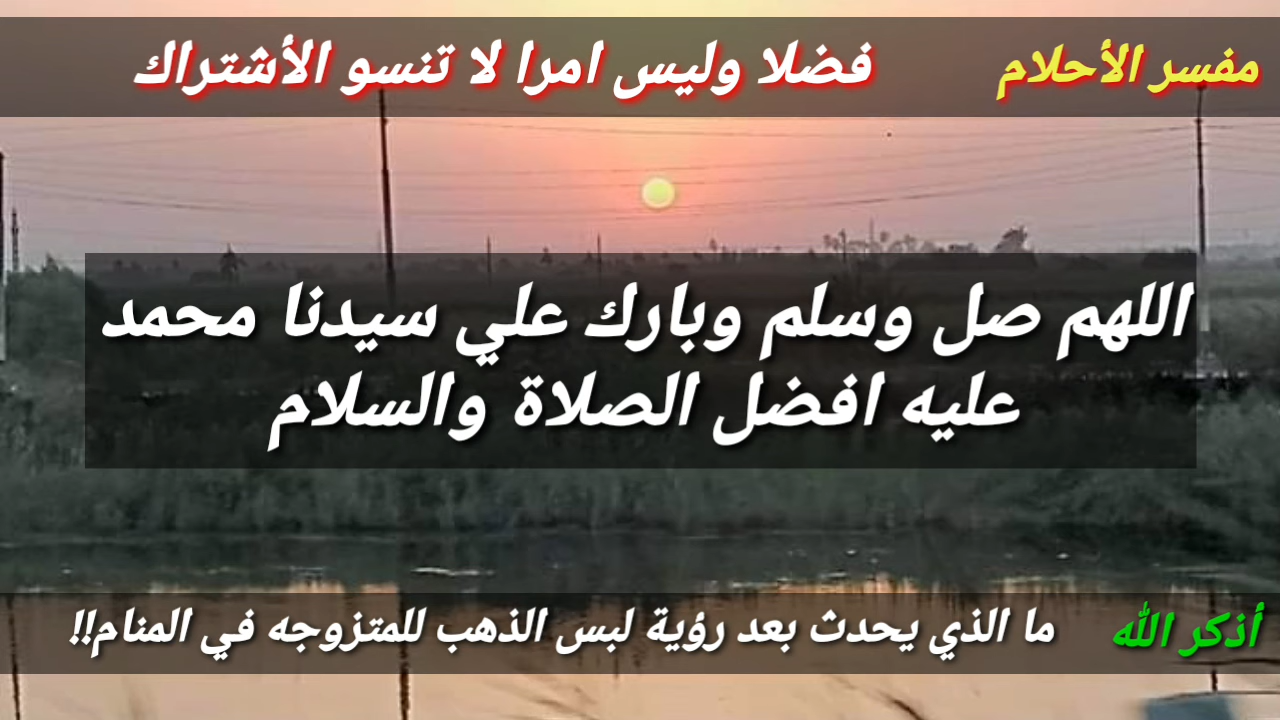 مفسر الأحلام
فضلا وليس امرا لا تنسو الأشتراك
اللهم صل وسلم وبارك علي سيدنا محمد
عليه افضل الصلاة والسلام
أذكر الله
ما الذي يحدث بعد رؤية لبس الذهب للمتزوجه في المنام!!